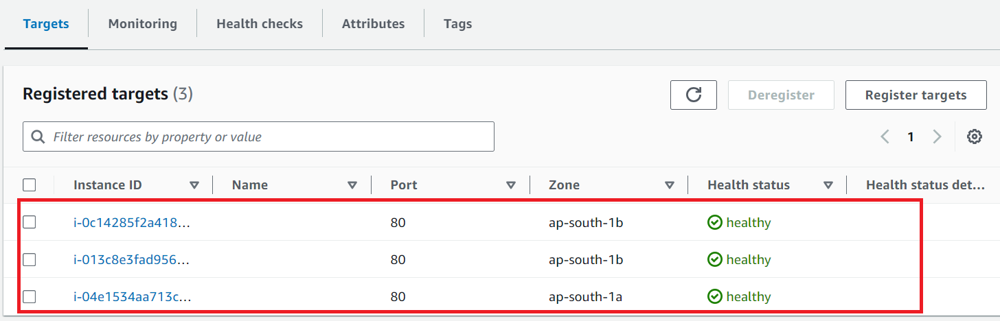 Targets Monitoring Health checks Attributes Tags
Registered targets (3) Deregister Register targets
Filter resources by property or value 1
Instance ID Name Port Zone Health status Health status det...
i-0c14285f2a418... 80 ap-south-1b healthy
i-013c8e3fad956... 80 ap-south-1b healthy
i-04e1534aa713c... 80 ap-south-1a healthy